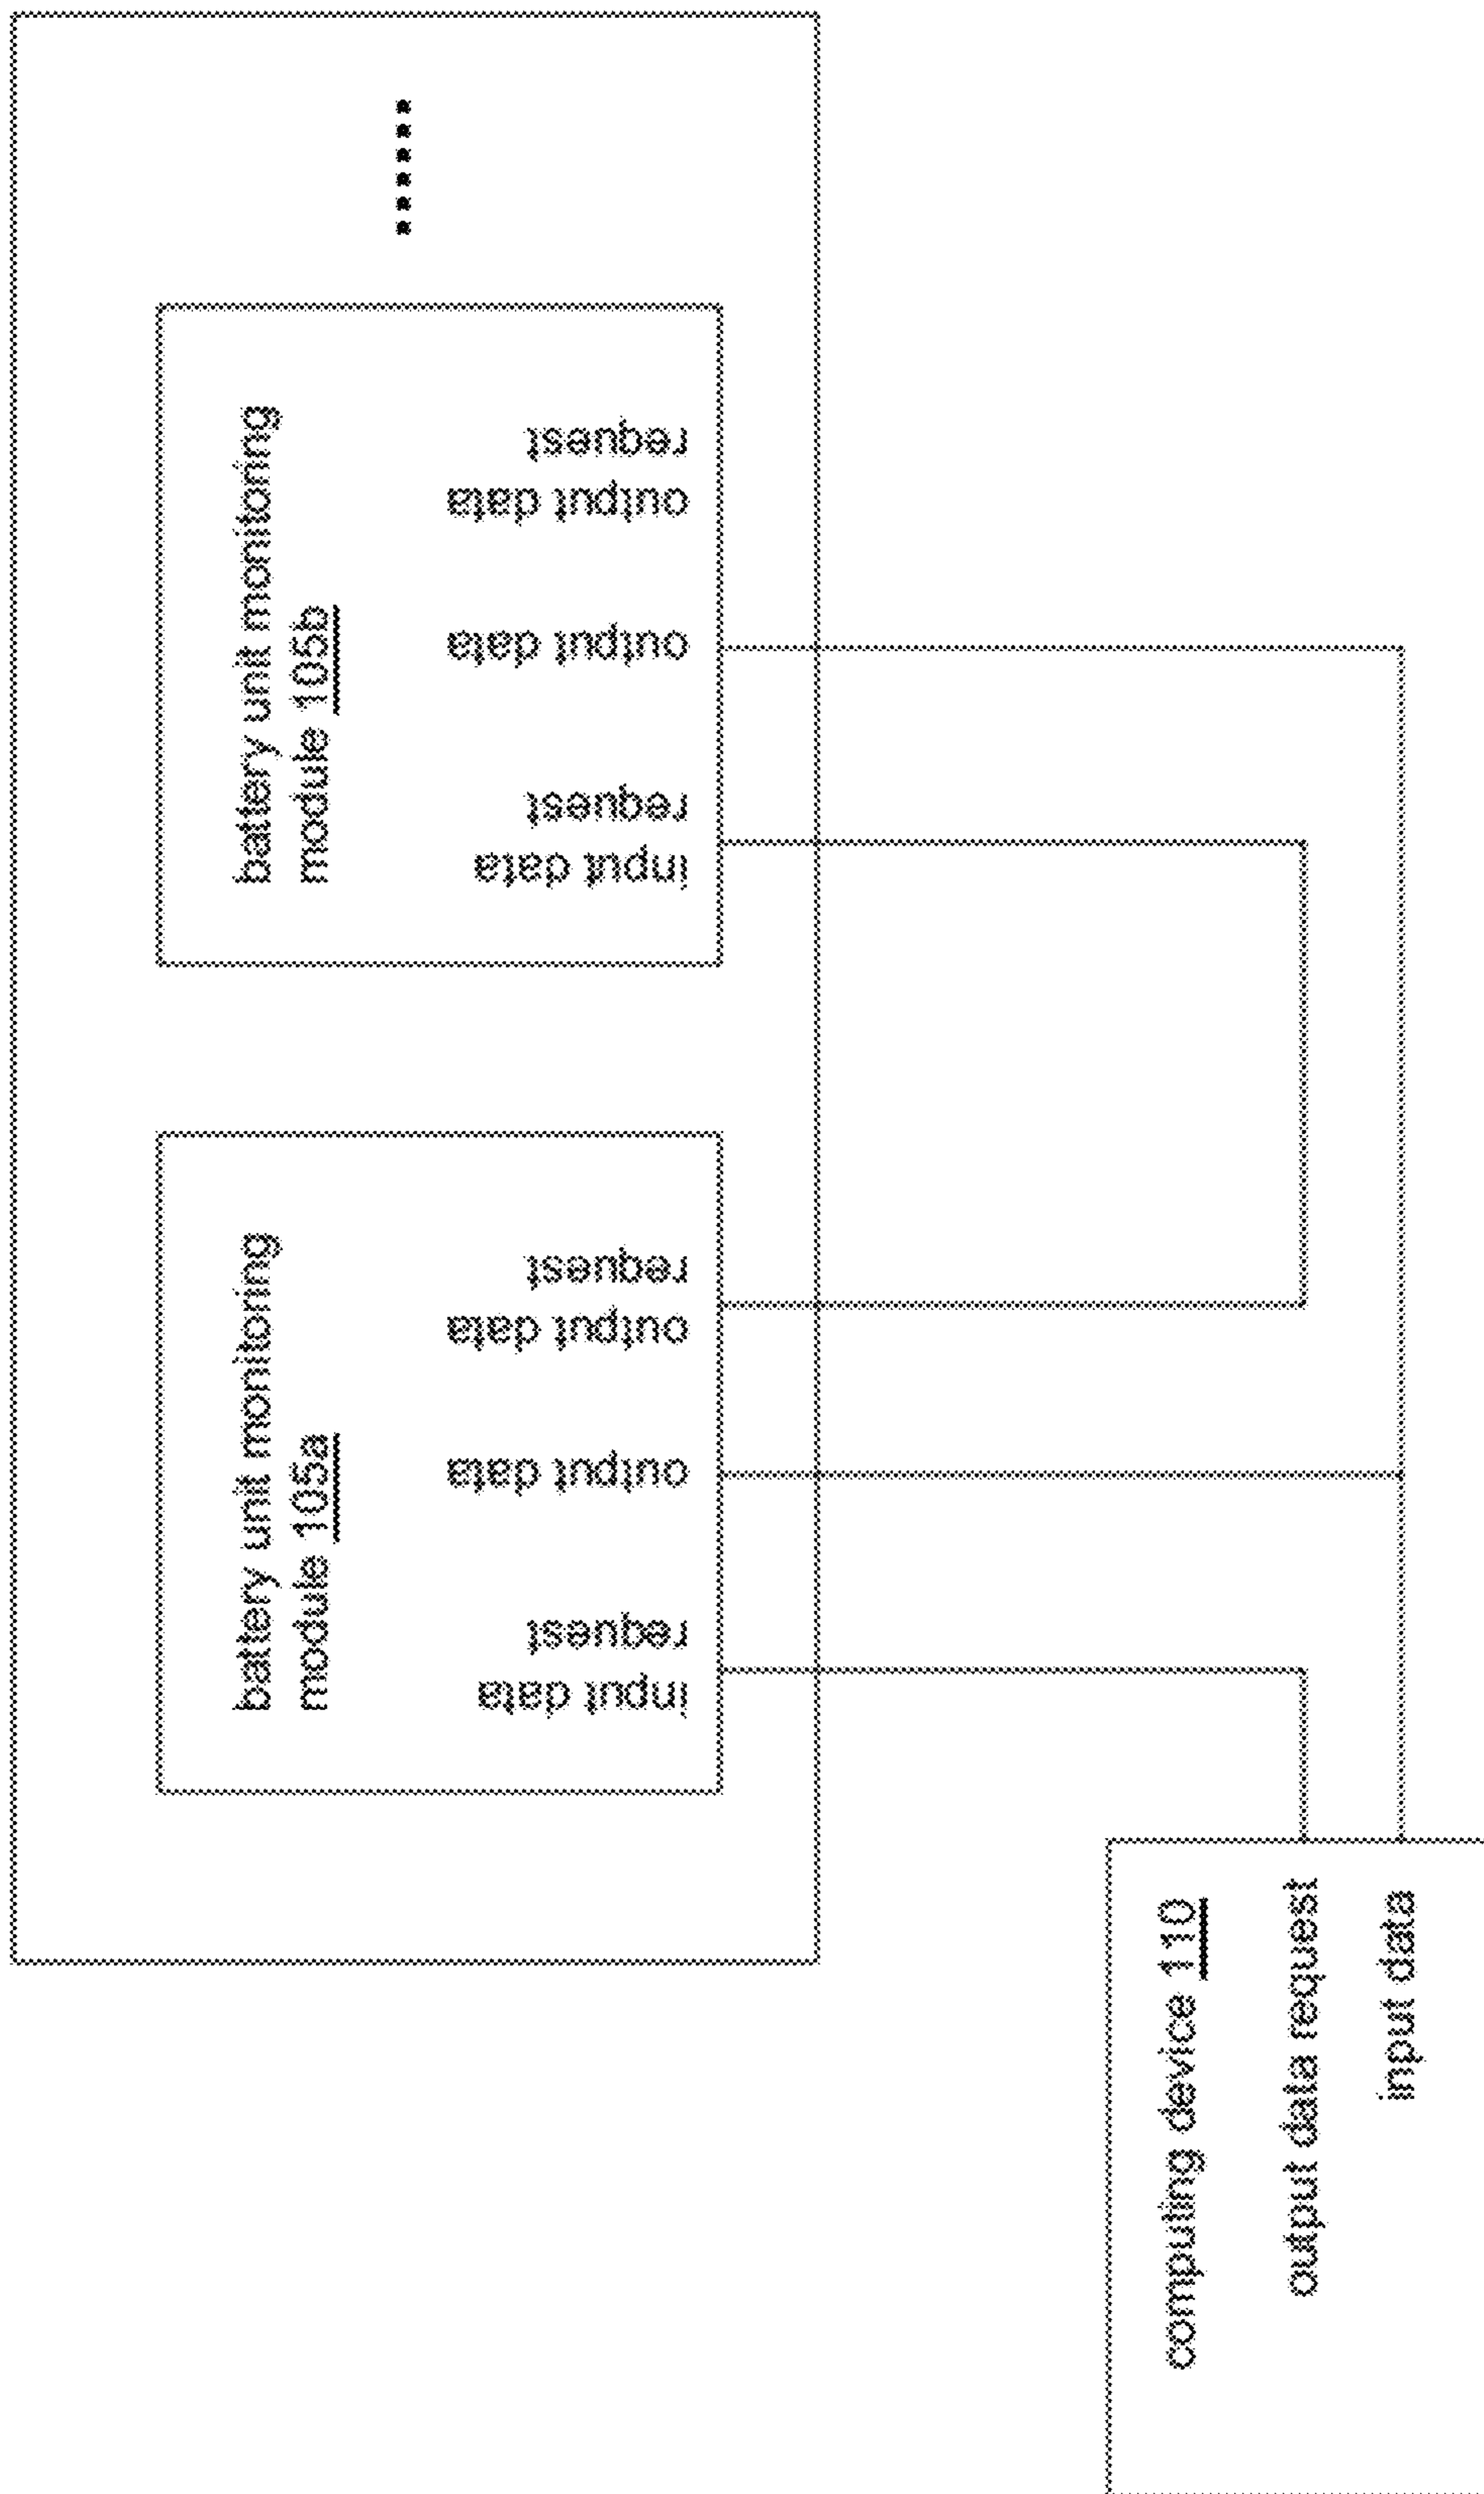 battery unit monitoring
module 105a
input data
request
output data
output data
request
battery unit monitoring
module 105b
input data
request
output data
output data
request
computing device 110
output data request
input data